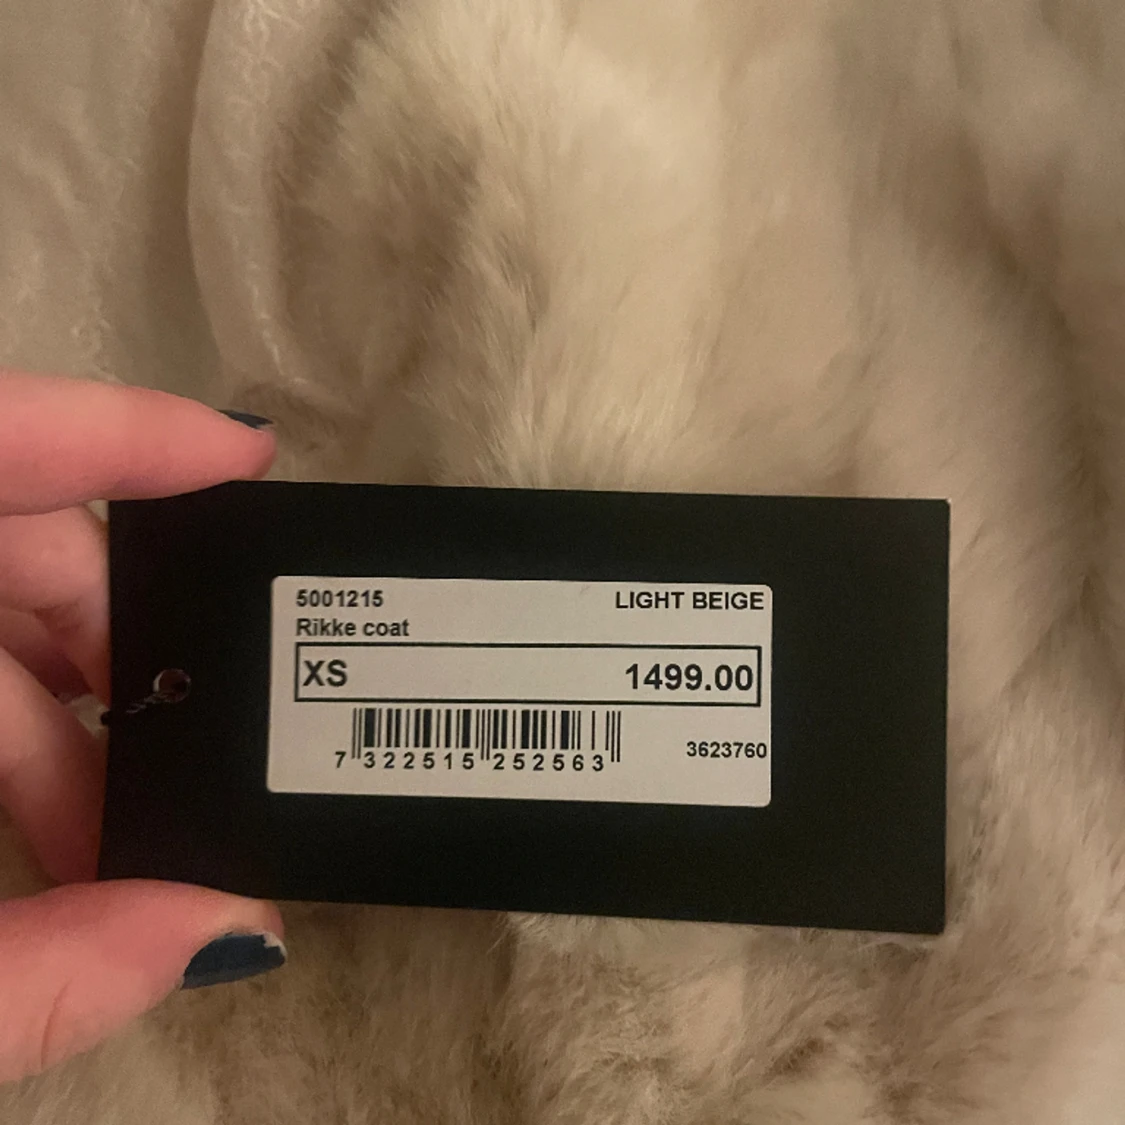 5001215 LIGHT BEIGE
Rikke coat
XS 1499.00
7 322515 252563 3623760